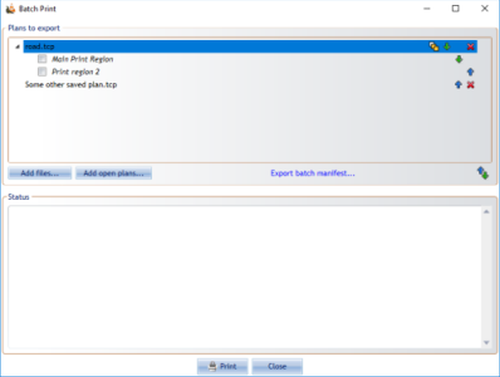 Batch Print
Plans to export
road.tcp
Main Print Region
Print region 2
Some other saved plan.tcp
Add files...
Add open plans...
Export batch manifest...
Status
Print
Close